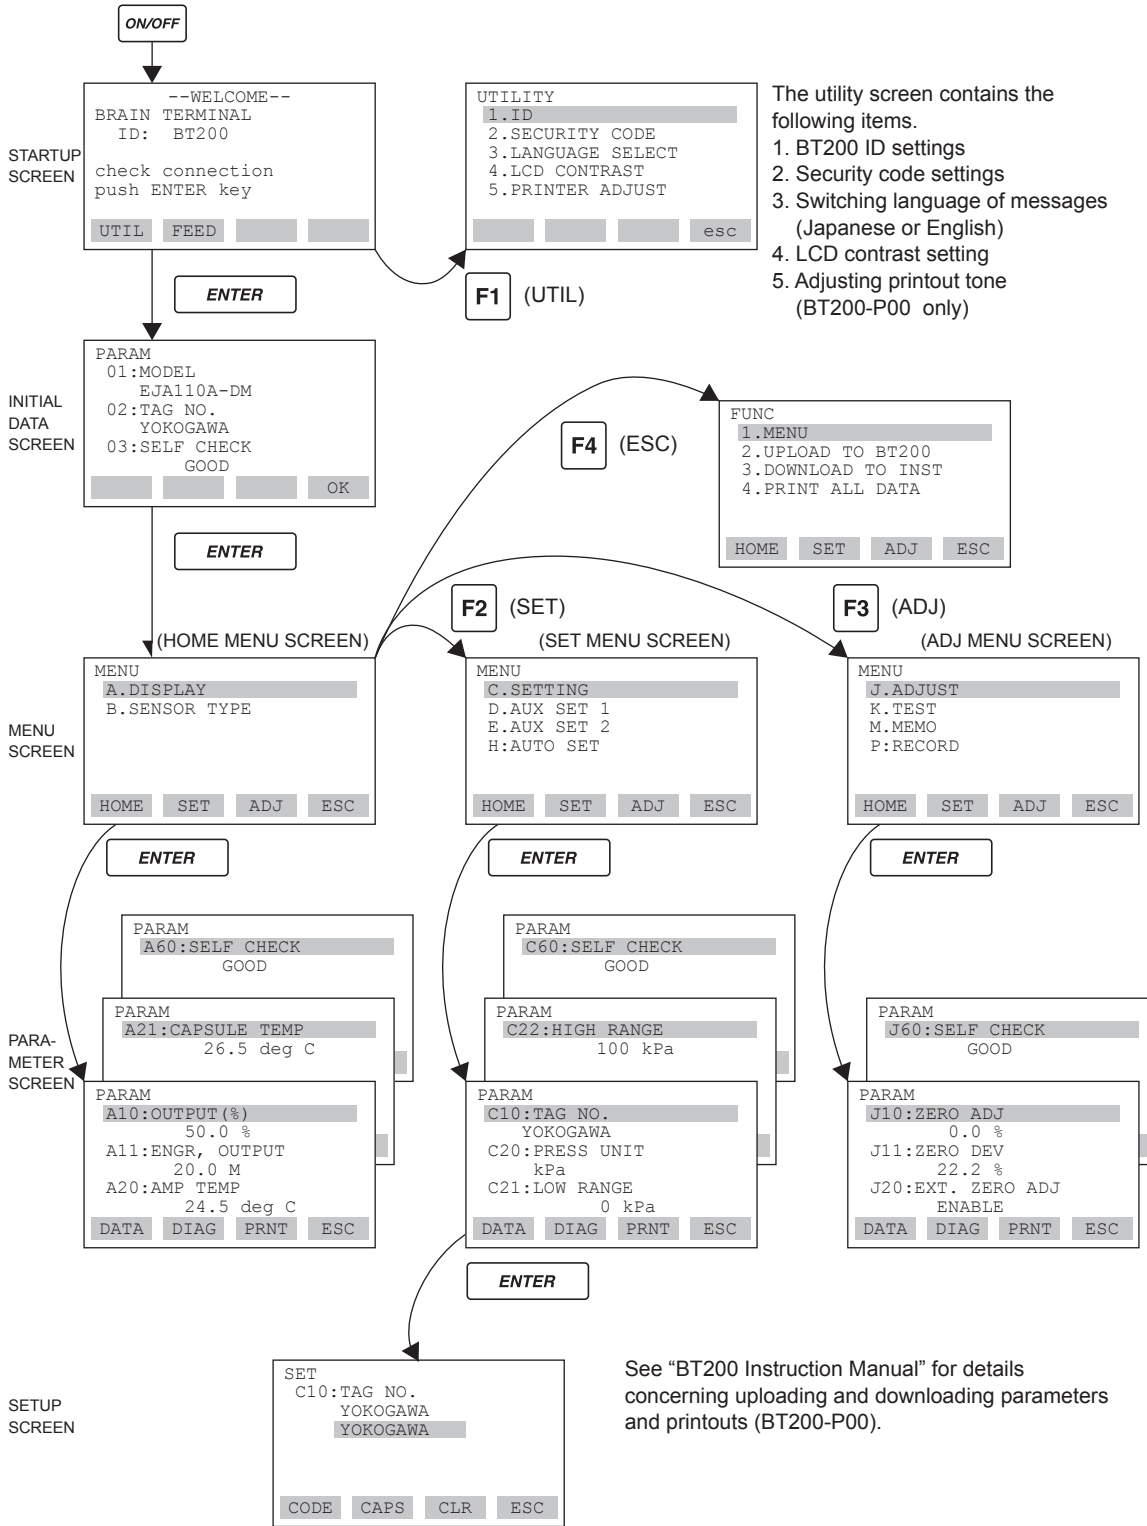 ON/OFF
STARTUP
SCREEN
--WELCOME--
BRAIN TERMINAL
ID: BT200
check connection
push ENTER key
UTIL FEED
UTILITY
1.ID
2.SECURITY CODE
3.LANGUAGE SELECT
4.LCD CONTRAST
5.PRINTER ADJUST
esc
The utility screen contains the
following items.
1. BT200 ID settings
2. Security code settings
3. Switching language of messages
(Japanese or English)
4. LCD contrast setting
5. Adjusting printout tone
(BT200-P00 only)
ENTER
F1 (UTIL)
INITIAL
DATA
SCREEN
PARAM
01:MODEL
EJA110A-DM
02:TAG NO.
YOKOGAWA
03:SELF CHECK
GOOD
OK
F4 (ESC)
FUNC
1.MENU
2.UPLOAD TO BT200
3.DOWNLOAD TO INST
4.PRINT ALL DATA
HOME SET ADJ ESC
ENTER
F2 (SET)
F3 (ADJ)
(HOME MENU SCREEN)
(SET MENU SCREEN)
(ADJ MENU SCREEN)
MENU
SCREEN
MENU
A.DISPLAY
B.SENSOR TYPE
HOME SET ADJ ESC
MENU
C.SETTING
D.AUX SET 1
E.AUX SET 2
H:AUTO SET
HOME SET ADJ ESC
MENU
J.ADJUST
K.TEST
M.MEMO
P:RECORD
HOME SET ADJ ESC
ENTER
ENTER
ENTER
PARA-
METER
SCREEN
PARAM
A60:SELF CHECK
GOOD
PARAM
A21:CAPSULE TEMP
26.5 deg C
PARAM
A10:OUTPUT(%)
50.0 %
A11:ENGR, OUTPUT
20.0 M
A20:AMP TEMP
24.5 deg C
DATA DIAG PRNT ESC
PARAM
C60:SELF CHECK
GOOD
PARAM
C22:HIGH RANGE
100 kPa
PARAM
C10:TAG NO.
YOKOGAWA
C20:PRESS UNIT
kPa
C21:LOW RANGE
0 kPa
DATA DIAG PRNT ESC
PARAM
J60:SELF CHECK
GOOD
PARAM
J10:ZERO ADJ
0.0 %
J11:ZERO DEV
22.2 %
J20:EXT. ZERO ADJ
ENABLE
DATA DIAG PRNT ESC
ENTER
SETUP
SCREEN
SET
C10:TAG NO.
YOKOGAWA
YOKOGAWA
CODE CAPS CLR ESC
See “BT200 Instruction Manual” for details
concerning uploading and downloading parameters
and printouts (BT200-P00).